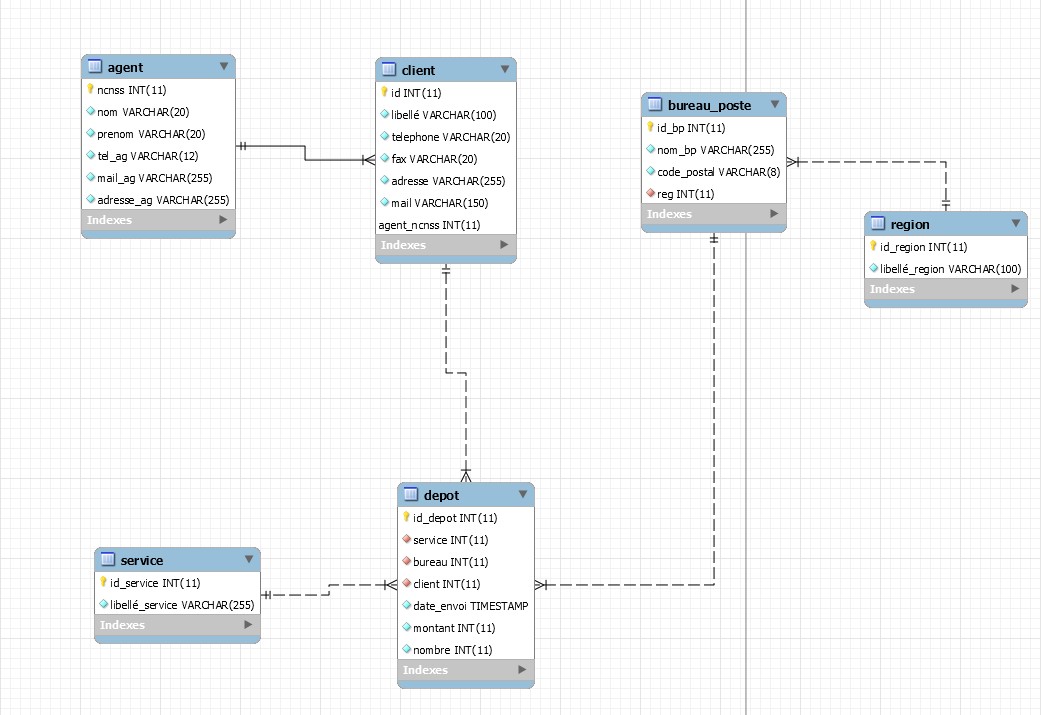 agent
ncnss INT(11)
nom VARCHAR(20)
prenom VARCHAR(20)
tel_ag VARCHAR(12)
mail_ag VARCHAR(255)
adresse_ag VARCHAR(255)
Indexes
client
id INT(11)
libellé VARCHAR(100)
telephone VARCHAR(20)
fax VARCHAR(20)
adresse VARCHAR(255)
mail VARCHAR(150)
agent_ncnss INT(11)
Indexes
bureau_poste
id_bp INT(11)
nom_bp VARCHAR(255)
code_postal VARCHAR(8)
reg INT(11)
Indexes
region
id_region INT(11)
libellé_region VARCHAR(100)
Indexes
service
id_service INT(11)
libellé_service VARCHAR(255)
Indexes
depot
id_depot INT(11)
service INT(11)
bureau INT(11)
client INT(11)
date_envoi TIMESTAMP
montant INT(11)
nombre INT(11)
Indexes